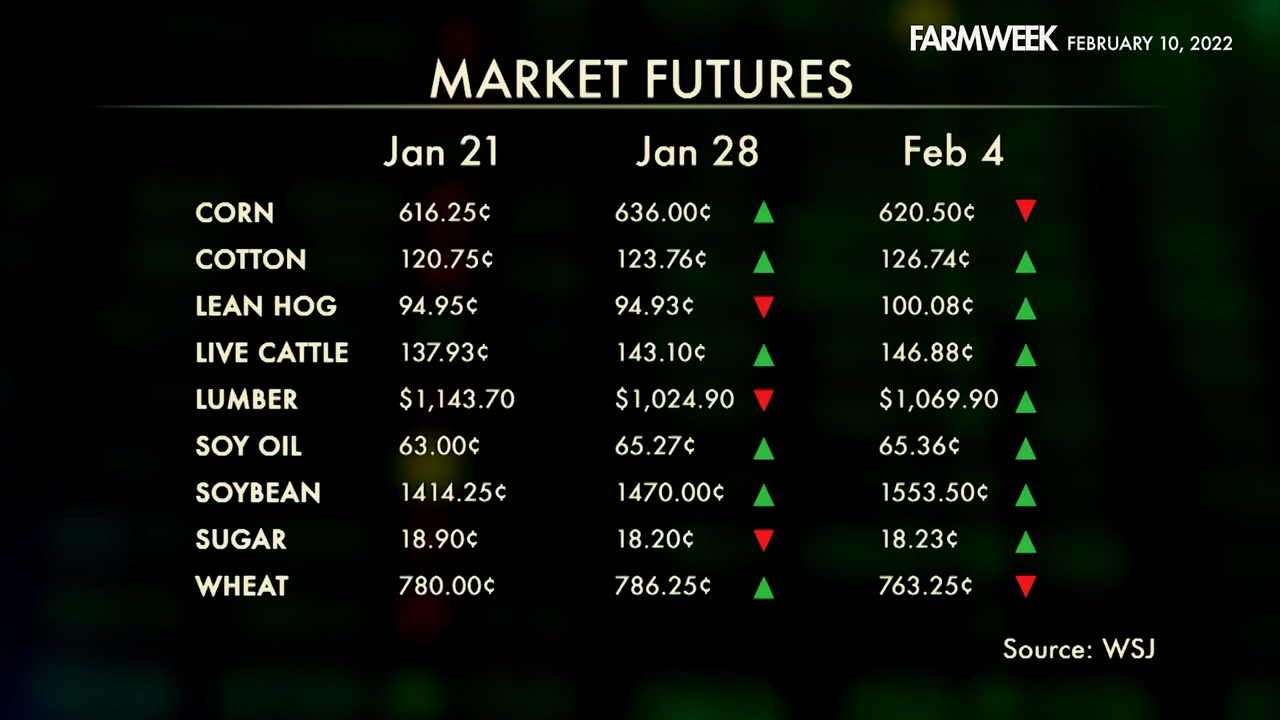 FARMWEEK FEBRUARY 10, 2022
MARKET FUTURES
Jan 21 Jan 28 Feb 4
CORN 616.25¢ 636.00¢ ▲ 620.50¢ ▼
COTTON 120.75¢ 123.76¢ ▲ 126.74¢ ▲
LEAN HOG 94.95¢ 94.93¢ ▼ 100.08¢ ▲
LIVE CATTLE 137.93¢ 143.10¢ ▲ 146.88¢ ▲
LUMBER $1,143.70 $1,024.90 ▼ $1,069.90 ▲
SOY OIL 63.00¢ 65.27¢ ▲ 65.36¢ ▲
SOYBEAN 1414.25¢ 1470.00¢ ▲ 1553.50¢ ▲
SUGAR 18.90¢ 18.20¢ ▼ 18.23¢ ▲
WHEAT 780.00¢ 786.25¢ ▲ 763.25¢ ▼
Source: WSJ